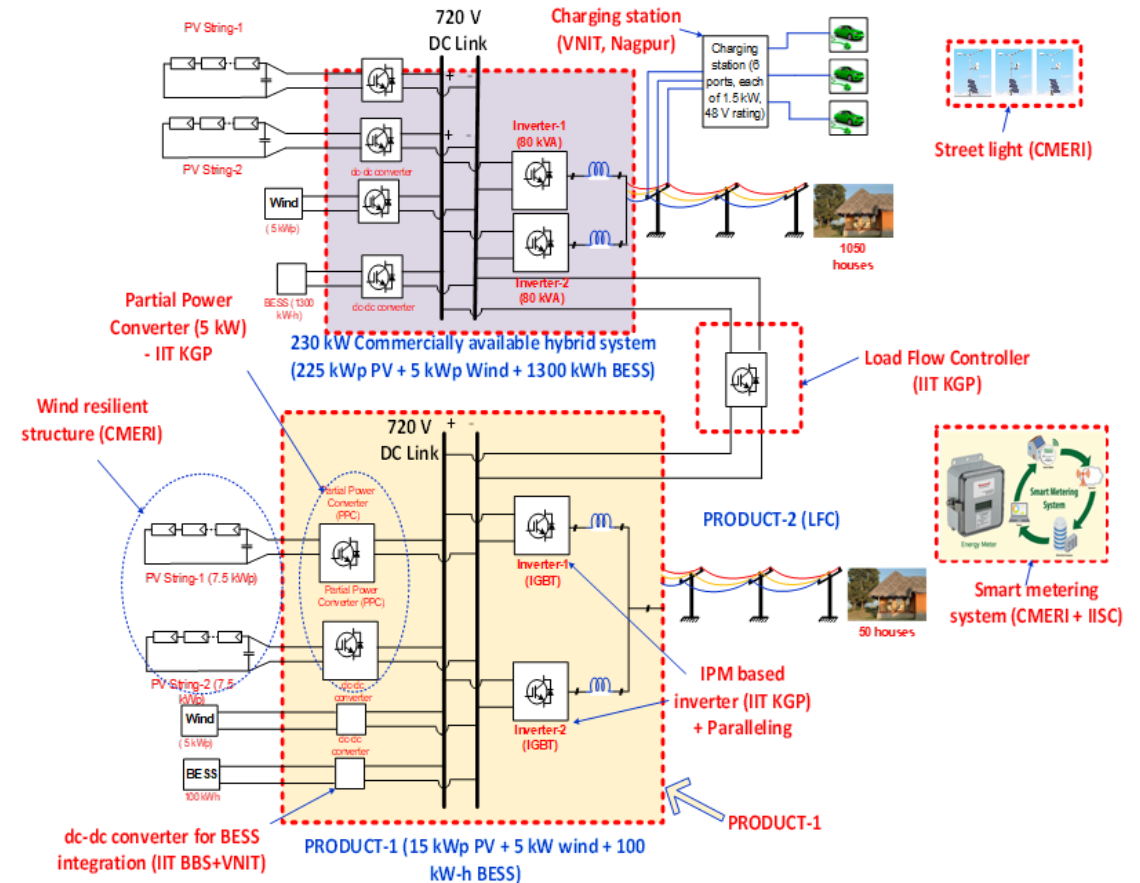 PV String-1
720 V
DC Link
Charging station
(VNIT, Nagpur)
Charging
station (6
ports, each
of 1.5 kW,
48 V rating)
Street light (CMERI)
+ -
PV String-2
+ -
dc-dc converter
Inverter-1
(80 kVA)
Wind
( 5 kWp)
1050
houses
BESS ( 1300
kW-h)
dc-dc converter
Inverter-2
(80 kVA)
230 kW Commercially available hybrid system
(225 kWp PV + 5 kWp Wind + 1300 kWh BESS)
Partial Power
Converter (5 kW)
- IIT KGP
Load Flow Controller
(IIT KGP)
Wind resilient
structure (CMERI)
720 V + -
DC Link
Partial Power
Converter
(PPC)
PV String-1 (7.5 kWp)
Partial Power
Converter (PPC)
Inverter-1
(IGBT)
PRODUCT-2 (LFC)
Smart Metering
System
Energy Meter
Smart metering
system (CMERI + IISC)
50 houses
PV String-2 (7.5
kWp)
dc-dc
converter
Wind
( 5 kWp)
dc-dc
converter
BESS
100 kWh
Inverter-2
(IGBT)
IPM based
inverter (IIT KGP)
+ Paralleling
dc-dc converter for BESS
integration (IIT BBS+VNIT)
PRODUCT-1 (15 kWp PV + 5 kW wind + 100
kW-h BESS)
PRODUCT-1